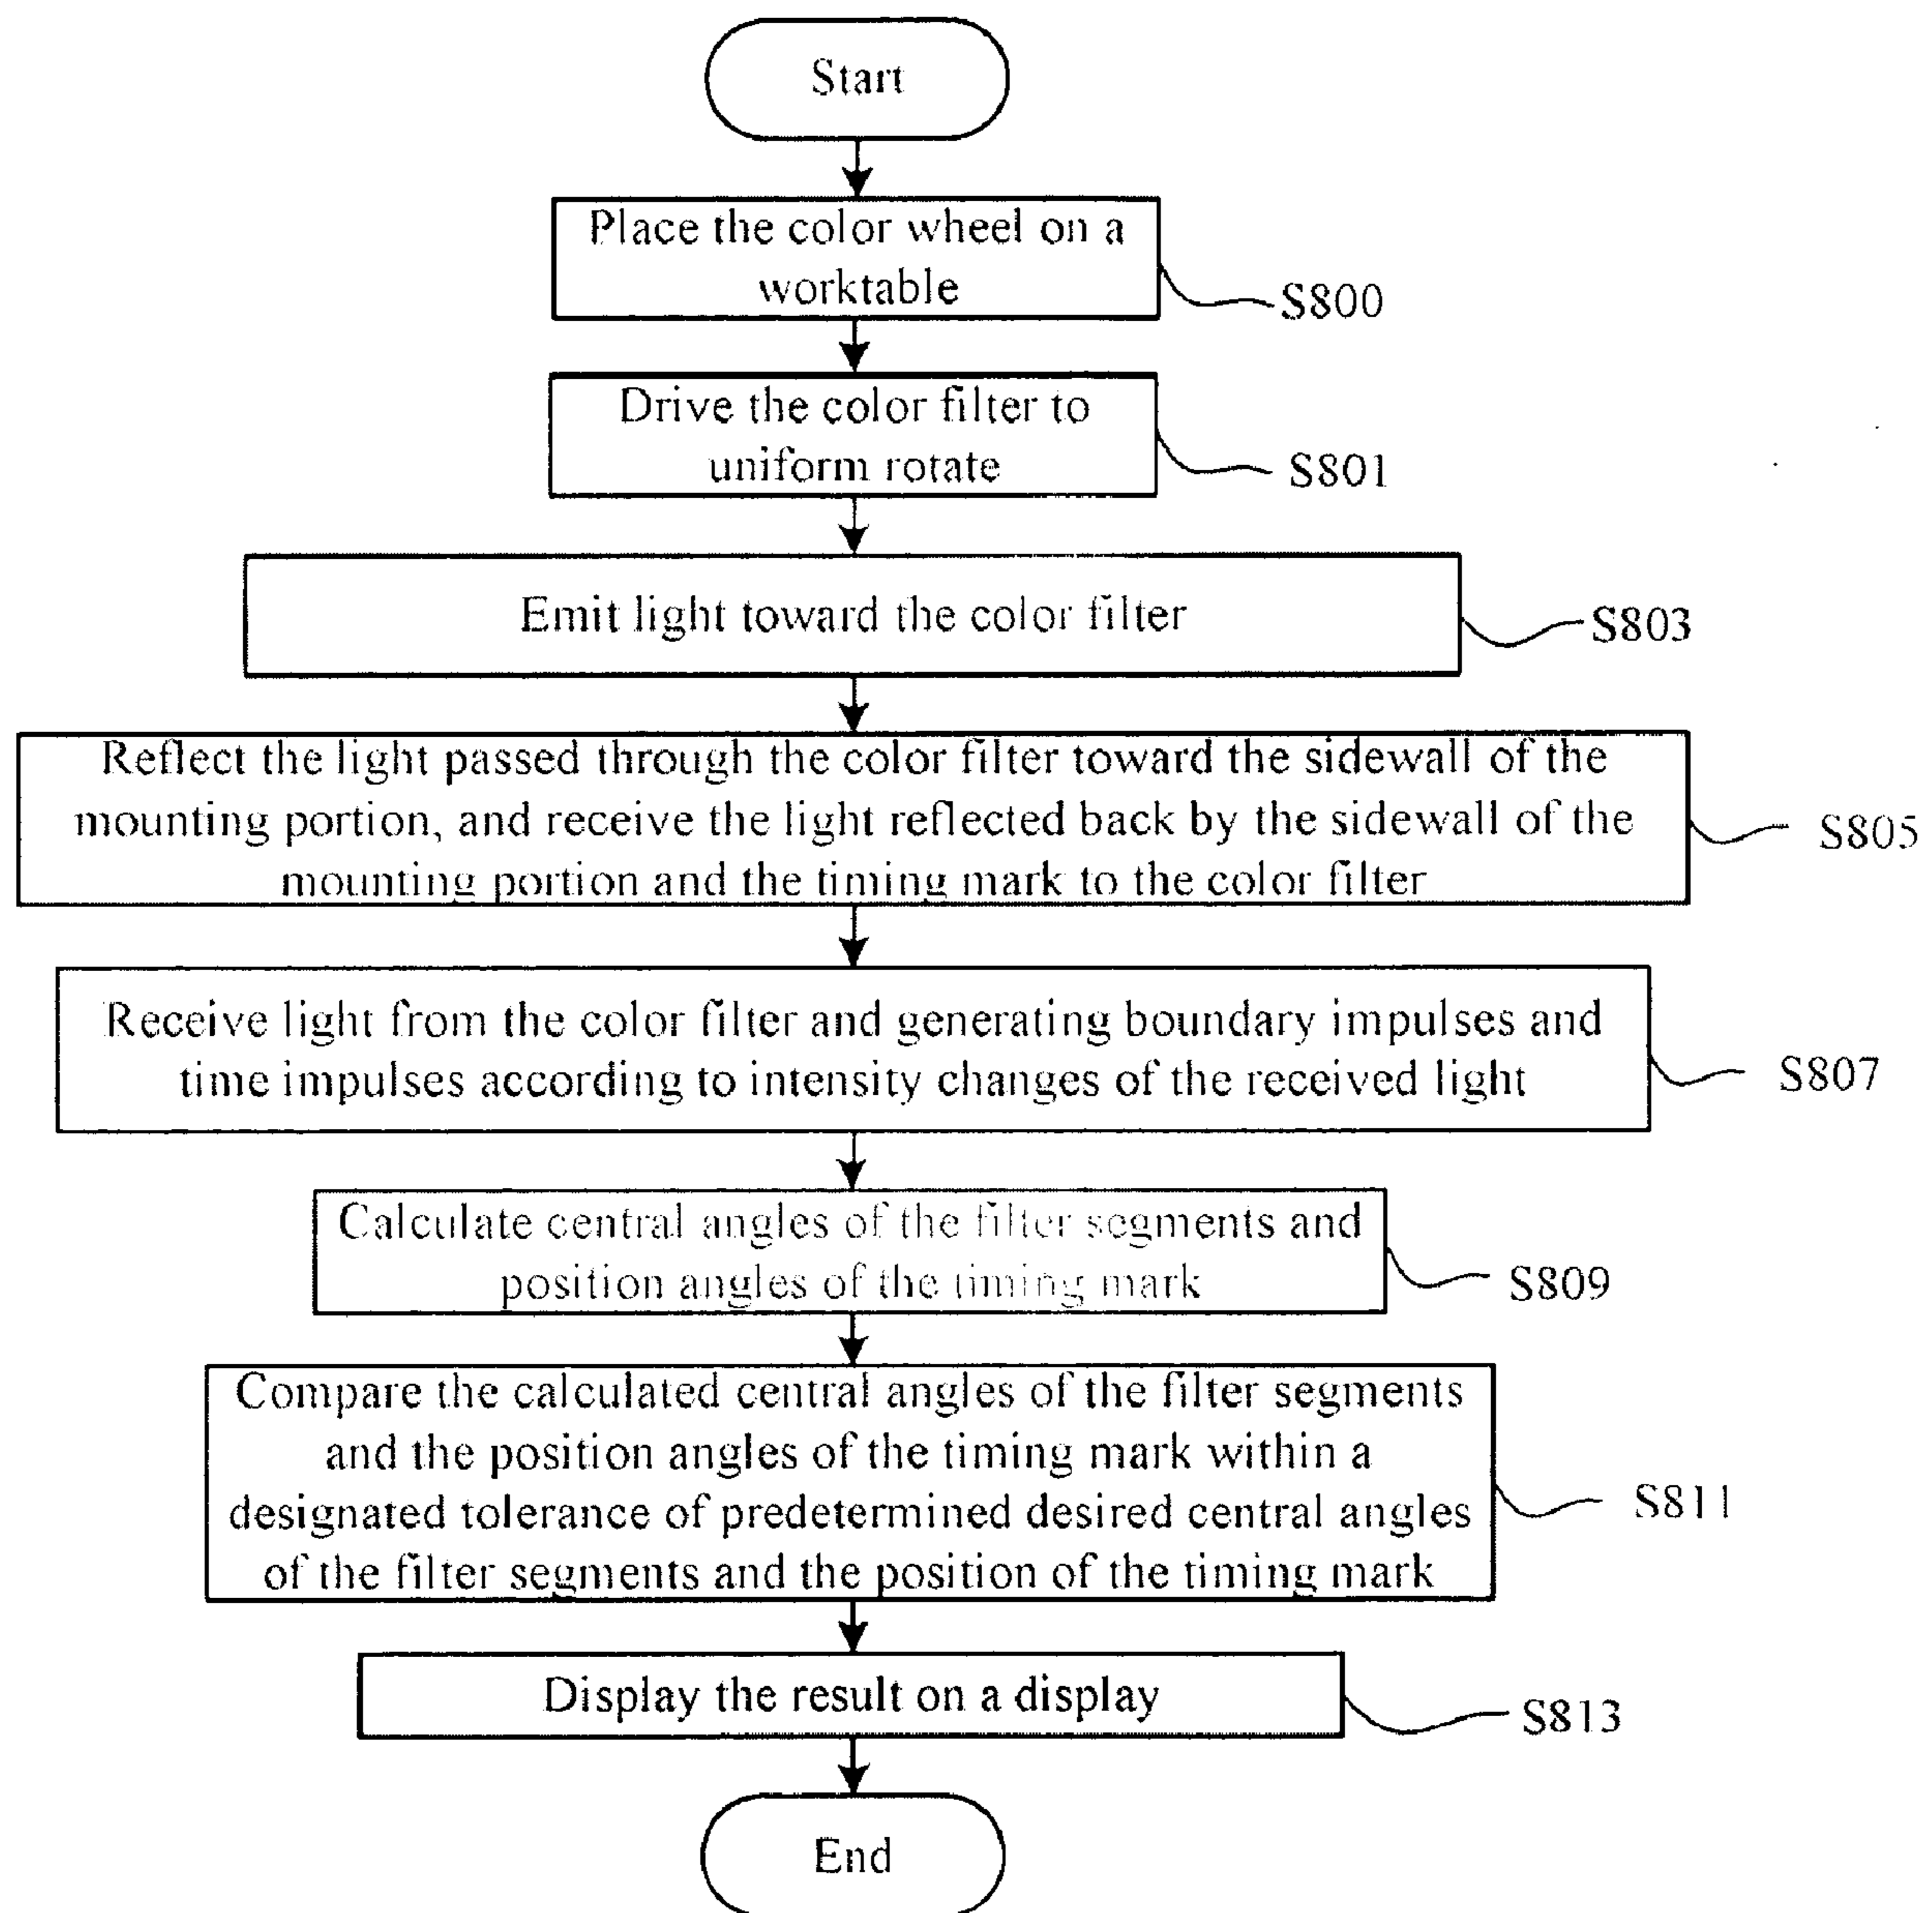 Start
Place the color wheel on a
worktable
S800
Drive the color filter to
uniform rotate
S801
Emit light toward the color filter
S803
Reflect the light passed through the color filter toward the sidewall of the
mounting portion, and receive the light reflected back by the sidewall of the
mounting portion and the timing mark to the color filter
S805
Receive light from the color filter and generating boundary impulses and
time impulses according to intensity changes of the received light
S807
Calculate central angles of the filter segments and
position angles of the timing mark
S809
Compare the calculated central angles of the filter segments
and the position angles of the timing mark within a
designated tolerance of predetermined desired central angles
of the filter segments and the position of the timing mark
S811
Display the result on a display
S813
End